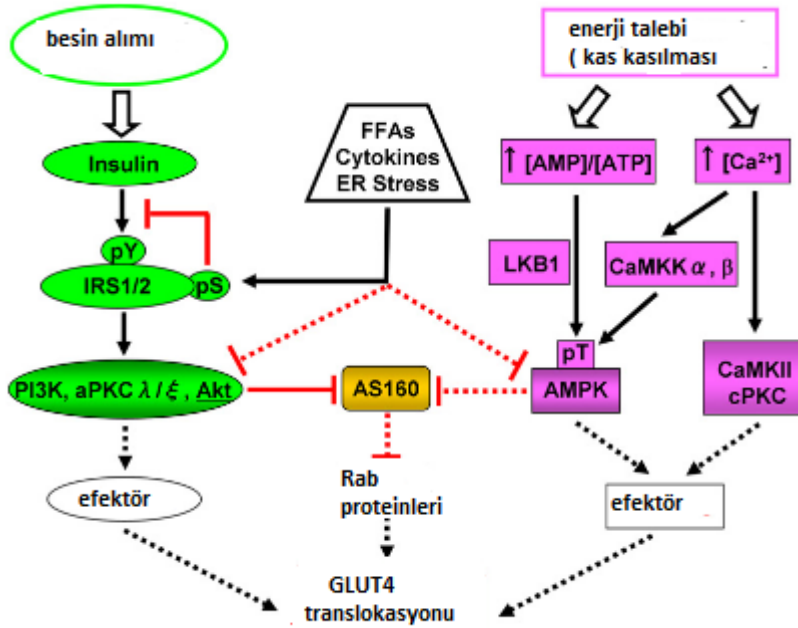 besin alımı
enerji talebi
( kas kasılması
FFAs
Cytokines
ER Stress
Insulin
↑ [AMP]/[ATP]
↑ [Ca²⁺]
pY
IRS1/2
pS
LKB1
CaMKK α, β
pT
PI3K, aPKC λ/ξ, Akt
AS160
AMPK
CaMKII
cPKC
efektör
Rab
proteinleri
efektör
GLUT4
translokasyonu